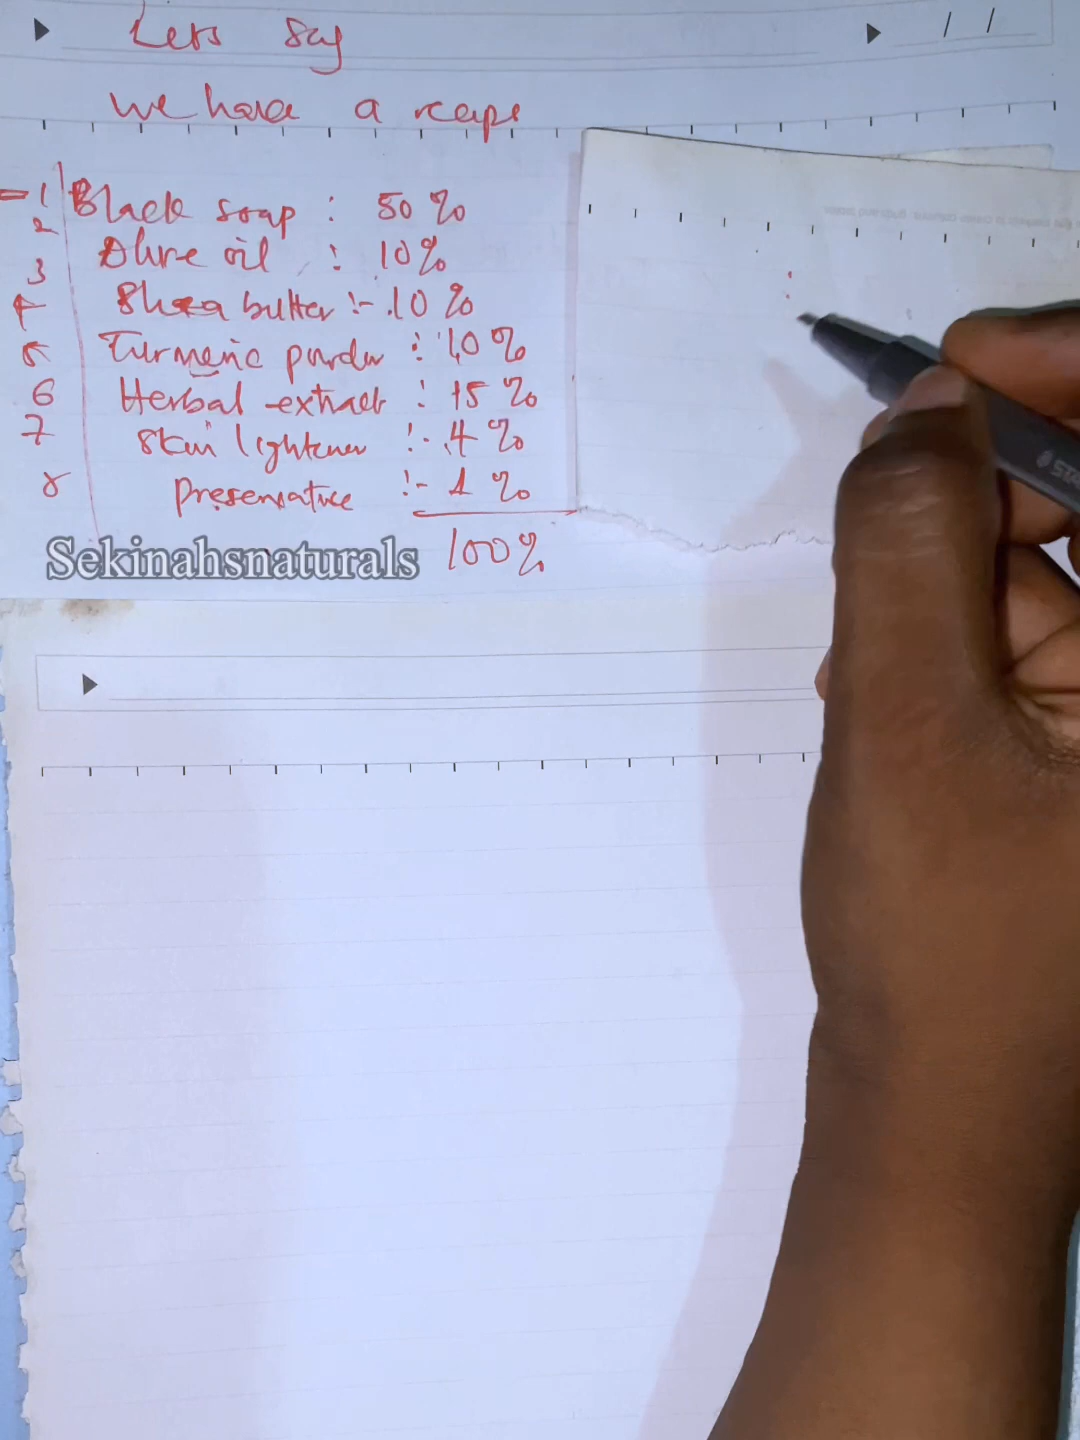 Lets say
we have a recipe
1 Black soap : 50%
2 Olive oil : 10%
3 Shea butter :- 10%
4 Turmeric powder : 10%
5 Herbal extract : 15%
6 Skin lightener :- 4%
7 Preservative :- 1%
8
100%
Sekinahsnaturals